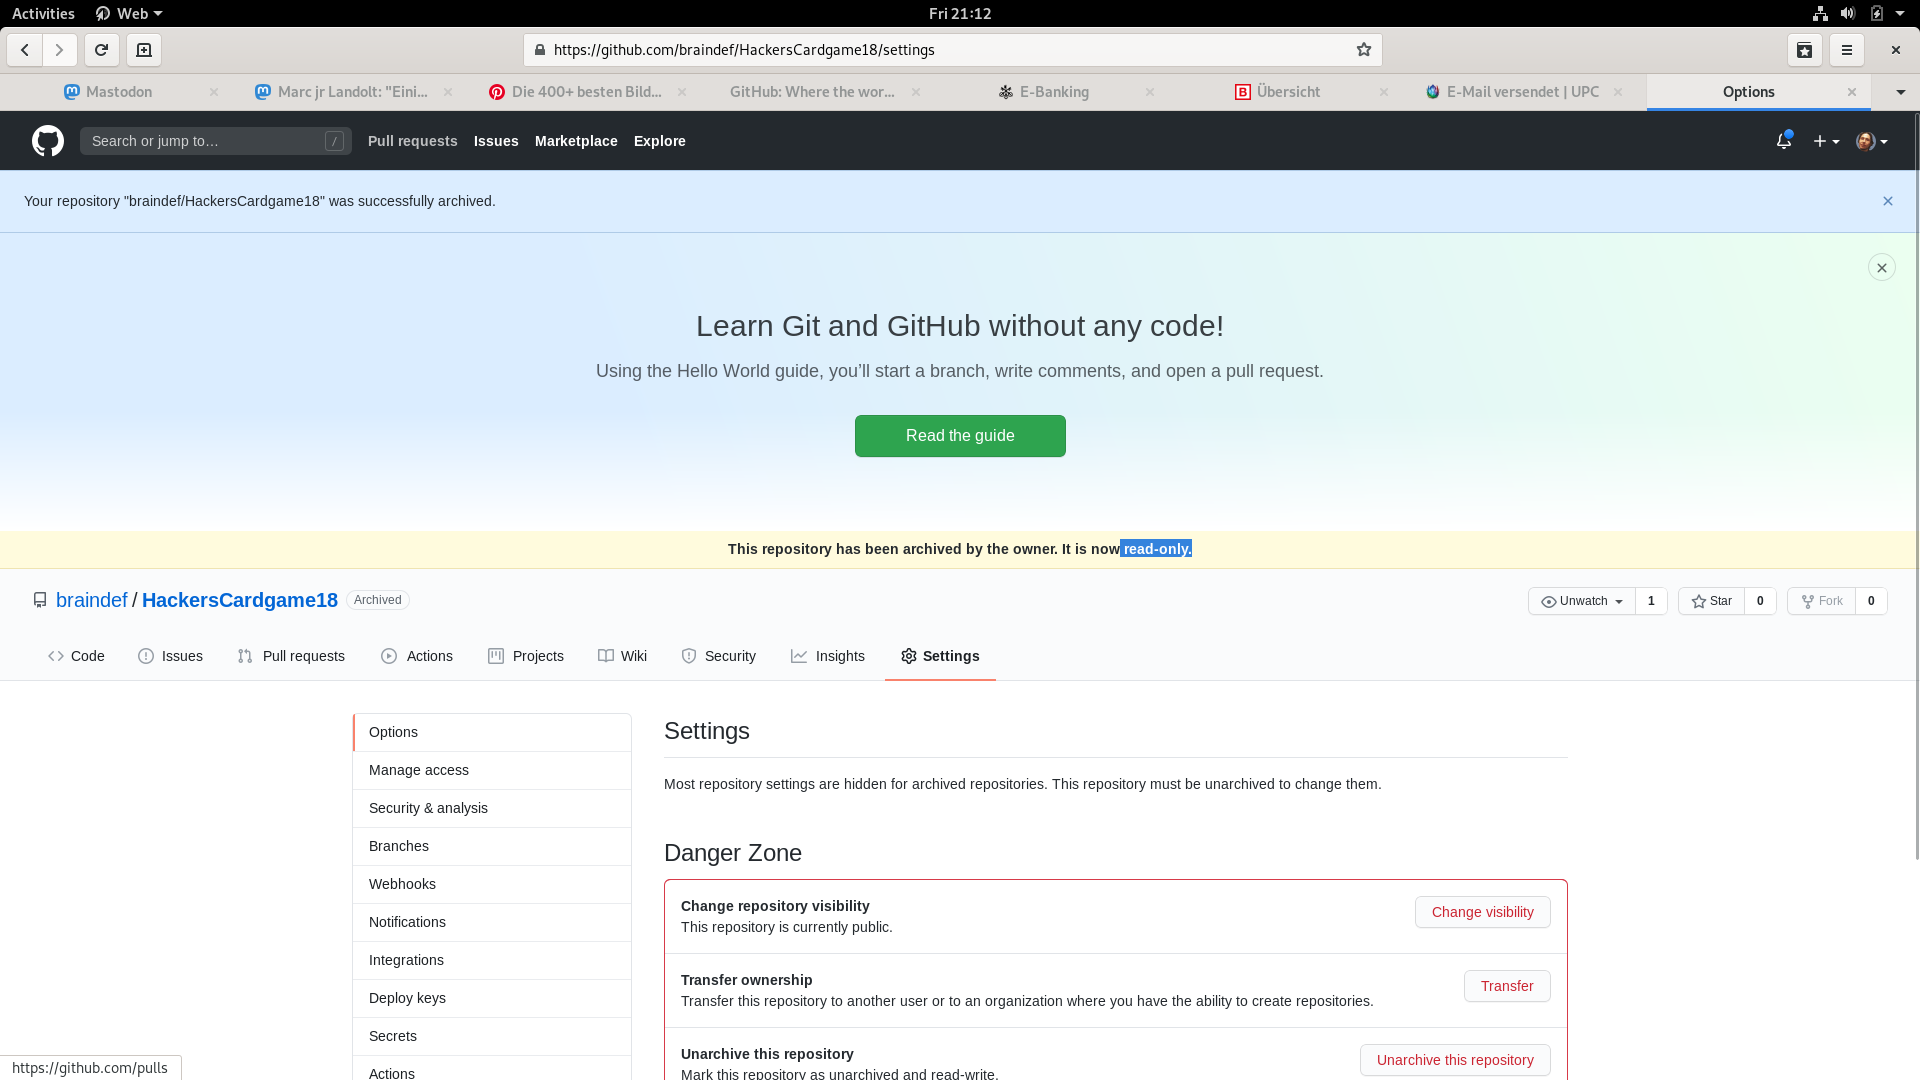 Activities Web Fri 21:12
https://github.com/braindef/HackersCardgame18/settings
Mastodon Marc jr Landolt: "Eini... Die 400+ besten Bild... GitHub: Where the wor... E-Banking Übersicht E-Mail versendet | UPC Options
Search or jump to... / Pull requests Issues Marketplace Explore
Your repository "braindef/HackersCardgame18" was successfully archived.
Learn Git and GitHub without any code!
Using the Hello World guide, you’ll start a branch, write comments, and open a pull request.
Read the guide
This repository has been archived by the owner. It is now read-only.
braindef / HackersCardgame18 Archived Unwatch 1 Star 0 Fork 0
Code Issues Pull requests Actions Projects Wiki Security Insights Settings
Options
Manage access
Security & analysis
Branches
Webhooks
Notifications
Integrations
Deploy keys
Secrets
Actions
Settings
Most repository settings are hidden for archived repositories. This repository must be unarchived to change them.
Danger Zone
Change repository visibility
This repository is currently public.
Change visibility
Transfer ownership
Transfer this repository to another user or to an organization where you have the ability to create repositories.
Transfer
Unarchive this repository
Mark this repository as unarchived and read-write.
Unarchive this repository
https://github.com/pulls